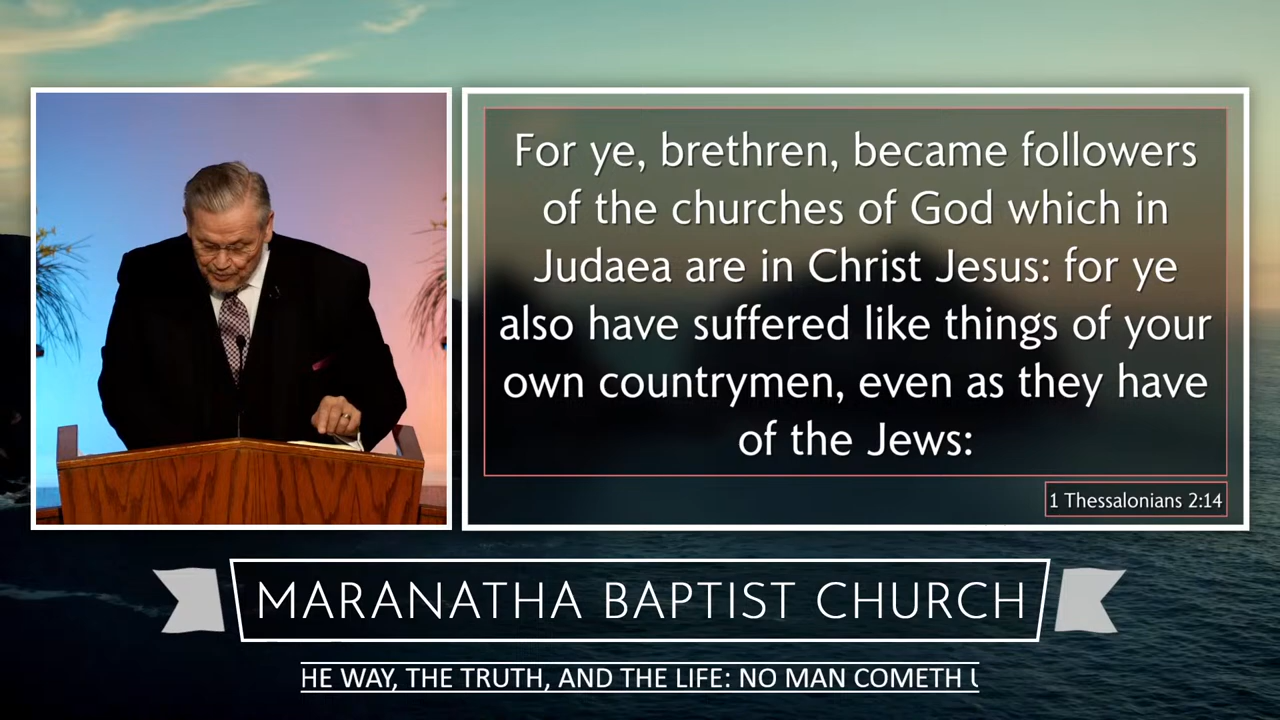 For ye, brethren, became followers
of the churches of God which in
Judaea are in Christ Jesus: for ye
also have suffered like things of your
own countrymen, even as they have
of the Jews:
1 Thessalonians 2:14
MARANATHA BAPTIST CHURCH
HE WAY, THE TRUTH, AND THE LIFE: NO MAN COMETH